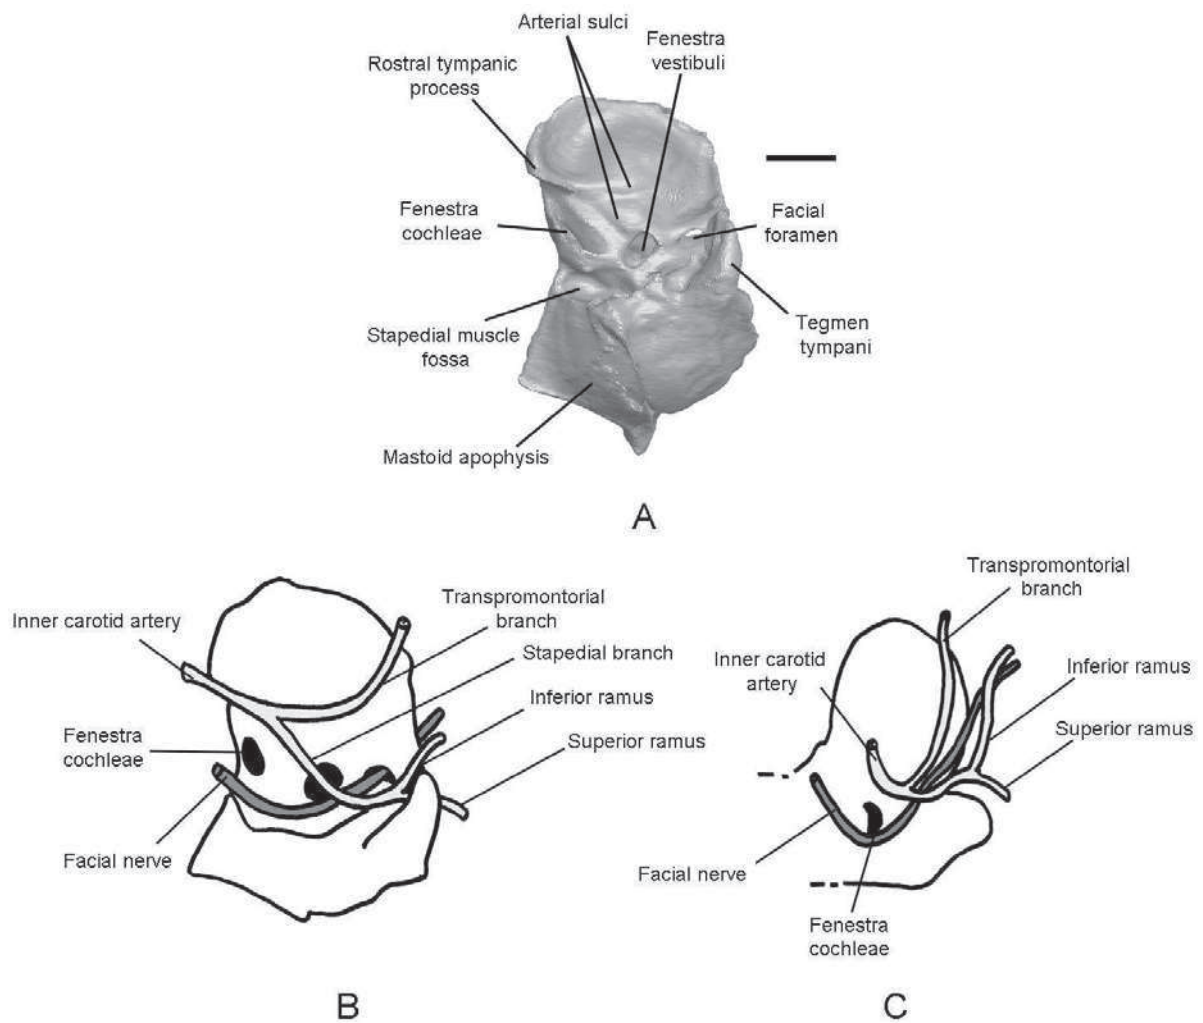 Arterial sulci
Fenestra
vestibuli
Rostral tympanic
process
Fenestra
cochleae
Facial
foramen
Stapedial muscle
fossa
Tegmen
tympani
Mastoid apophysis
A
Inner carotid artery
Transpromontorial
branch
Stapedial branch
Inferior ramus
Superior ramus
Fenestra
cochleae
Facial nerve
B
Transpromontorial
branch
Inner carotid
artery
Inferior ramus
Superior ramus
Facial nerve
Fenestra
cochleae
C